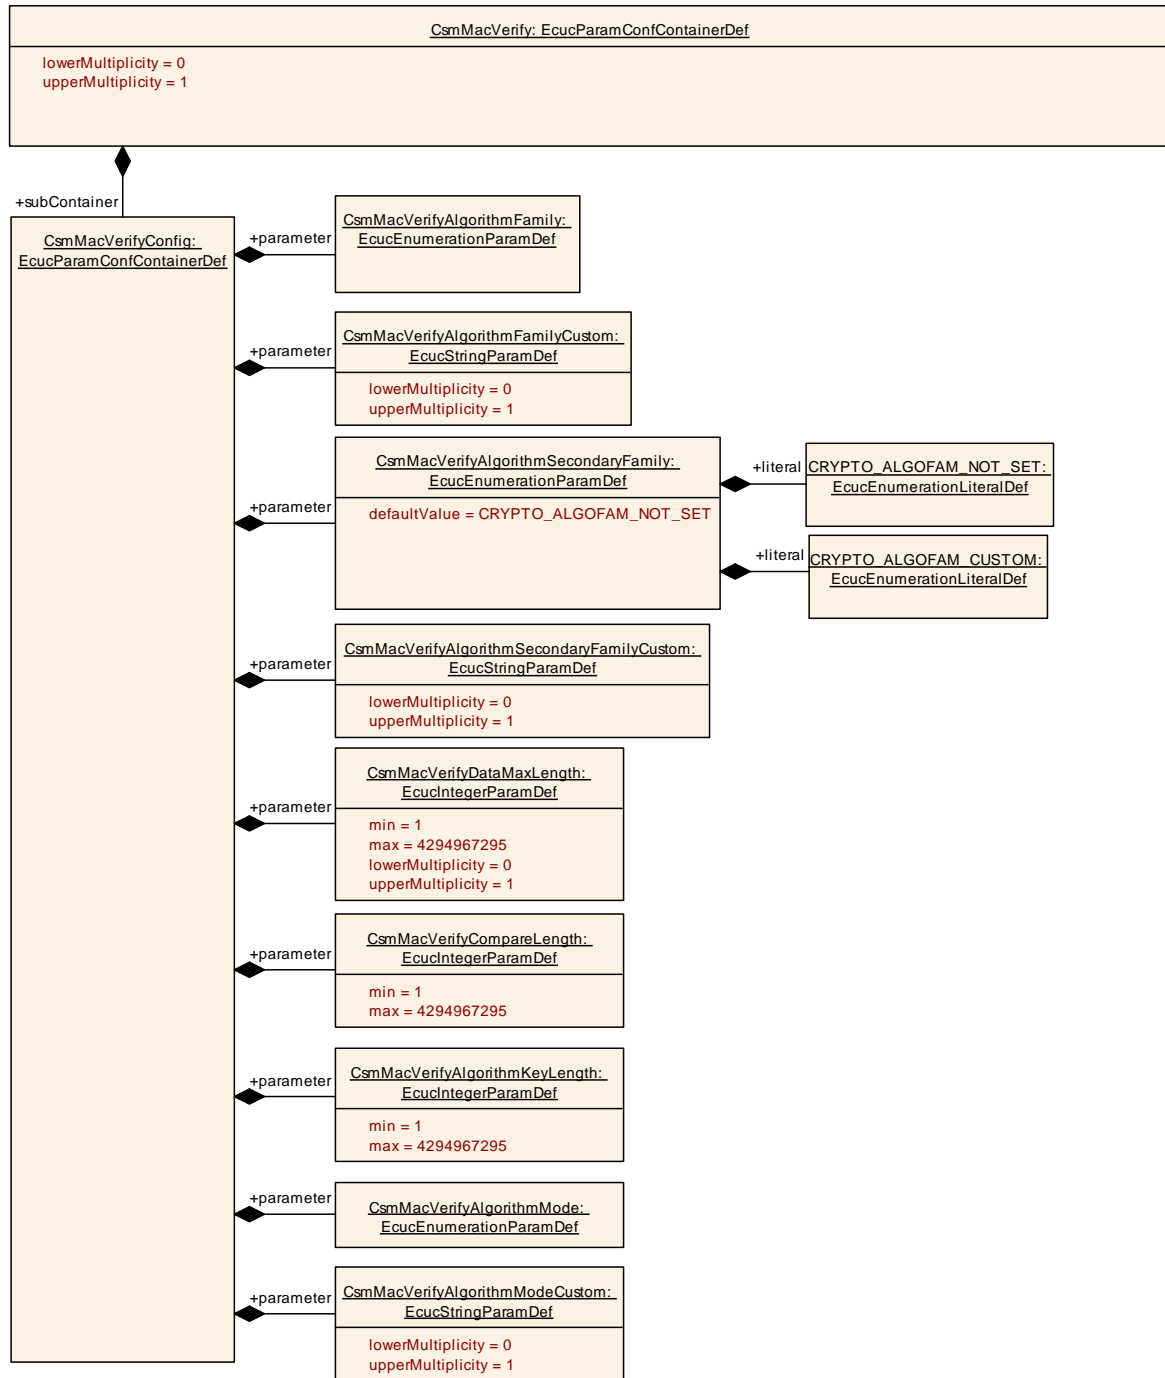 CsmMacVerify: EcucParamConfContainerDef
lowerMultiplicity = 0
upperMultiplicity = 1
+subContainer
CsmMacVerifyConfig:
EcucParamConfContainerDef
+parameter
CsmMacVerifyAlgorithmFamily:
EcucEnumerationParamDef
+parameter
CsmMacVerifyAlgorithmFamilyCustom:
EcucStringParamDef
lowerMultiplicity = 0
upperMultiplicity = 1
+parameter
CsmMacVerifyAlgorithmSecondaryFamily:
EcucEnumerationParamDef
defaultValue = CRYPTO_ALGOFAM_NOT_SET
+literal
CRYPTO_ALGOFAM_NOT_SET:
EcucEnumerationLiteralDef
+literal
CRYPTO_ALGOFAM_CUSTOM:
EcucEnumerationLiteralDef
+parameter
CsmMacVerifyAlgorithmSecondaryFamilyCustom:
EcucStringParamDef
lowerMultiplicity = 0
upperMultiplicity = 1
+parameter
CsmMacVerifyDataMaxLength:
EcucIntegerParamDef
min = 1
max = 4294967295
lowerMultiplicity = 0
upperMultiplicity = 1
+parameter
CsmMacVerifyCompareLength:
EcucIntegerParamDef
min = 1
max = 4294967295
+parameter
CsmMacVerifyAlgorithmKeyLength:
EcucIntegerParamDef
min = 1
max = 4294967295
+parameter
CsmMacVerifyAlgorithmMode:
EcucEnumerationParamDef
+parameter
CsmMacVerifyAlgorithmModeCustom:
EcucStringParamDef
lowerMultiplicity = 0
upperMultiplicity = 1